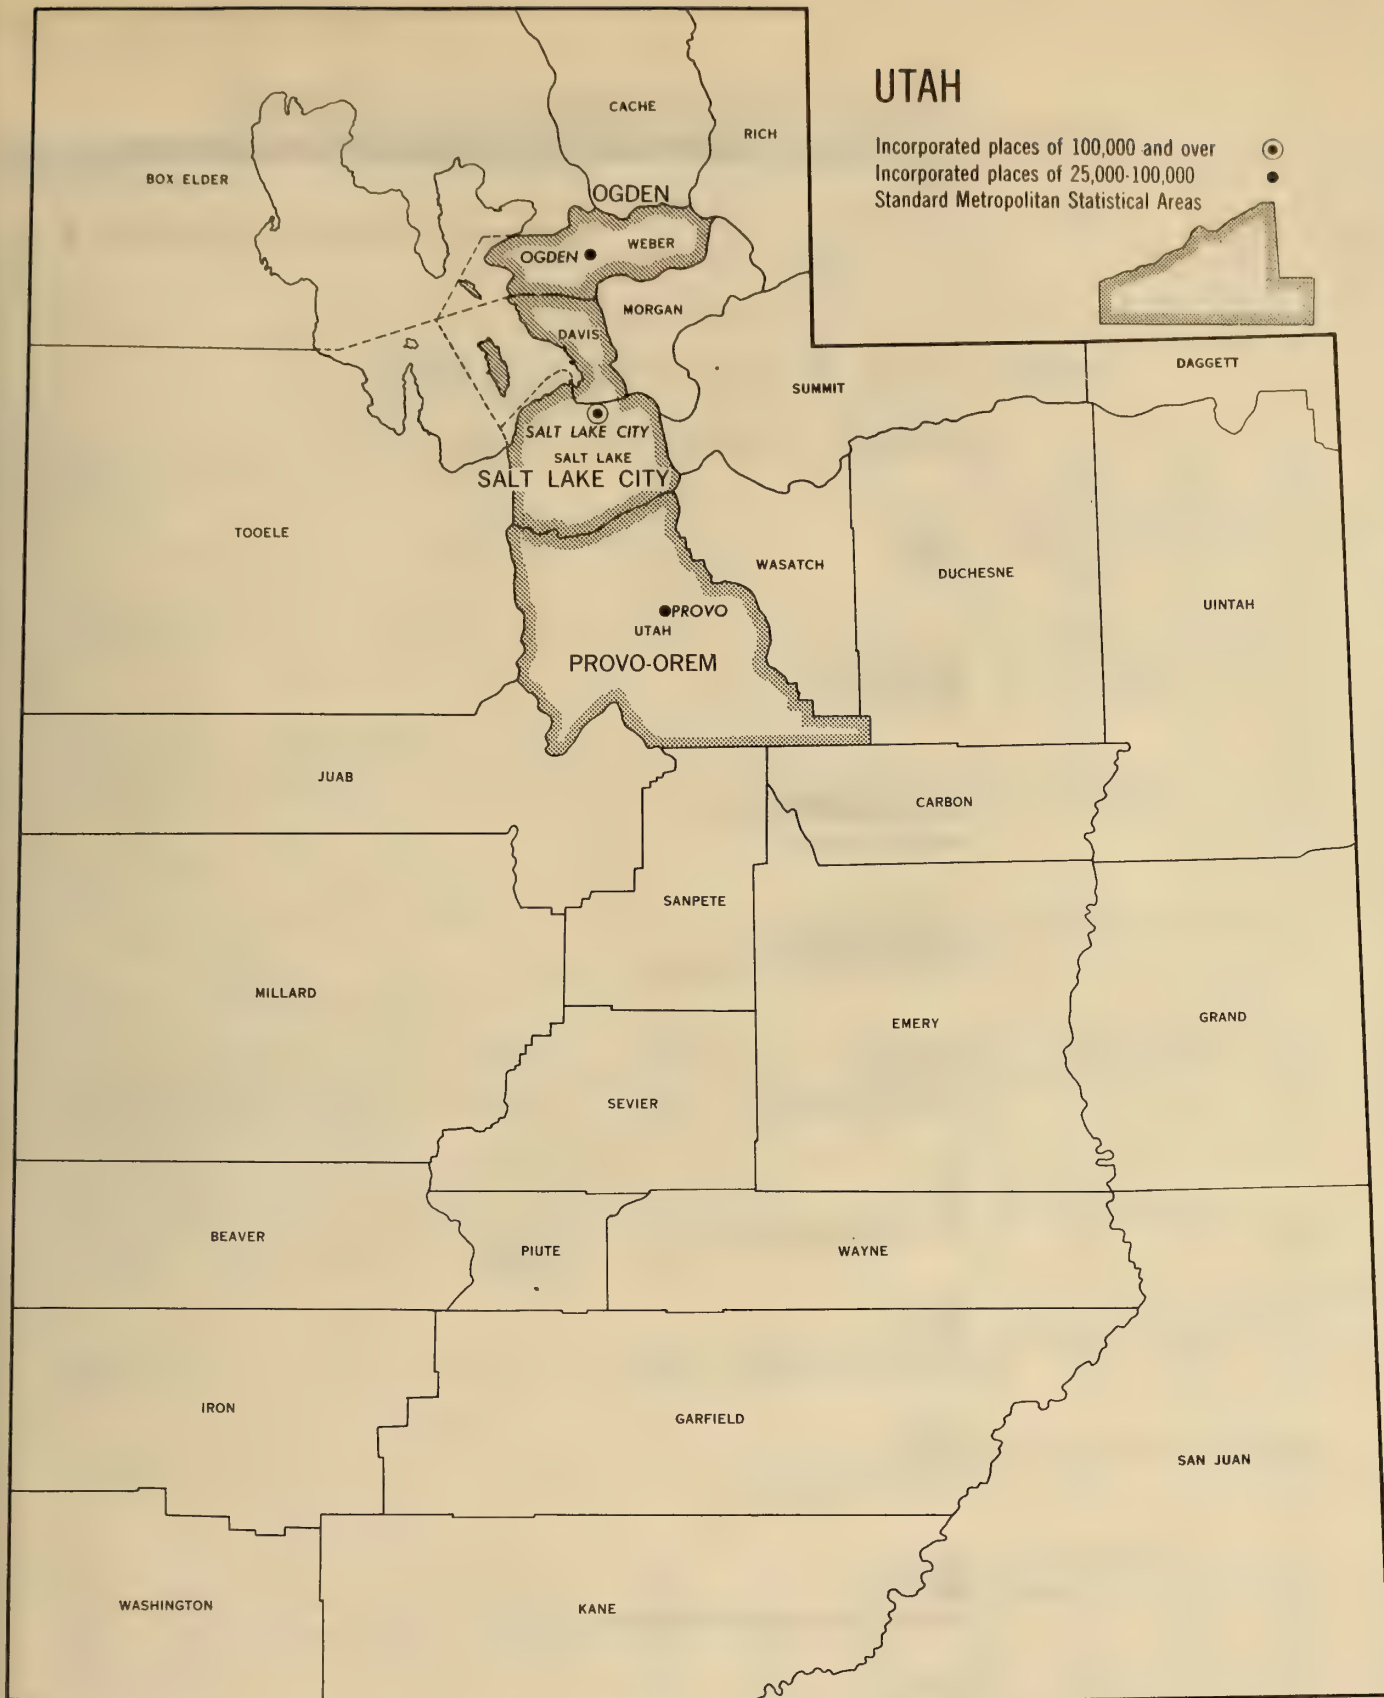 UTAH
Incorporated places of 100,000 and over
Incorporated places of 25,000-100,000
Standard Metropolitan Statistical Areas
CACHE
RICH
BOX ELDER
OGDEN
WEBER
OGDEN
MORGAN
DAVIS
DAGGETT
SUMMIT
SALT LAKE CITY
SALT LAKE
SALT LAKE CITY
TOOELE
WASATCH
DUCHESNE
UINTAH
PROVO
UTAH
PROVO-OREM
JUAB
CARBON
SANPETE
MILLARD
EMERY
GRAND
SEVIER
BEAVER
PIUTE
WAYNE
IRON
GARFIELD
SAN JUAN
WASHINGTON
KANE